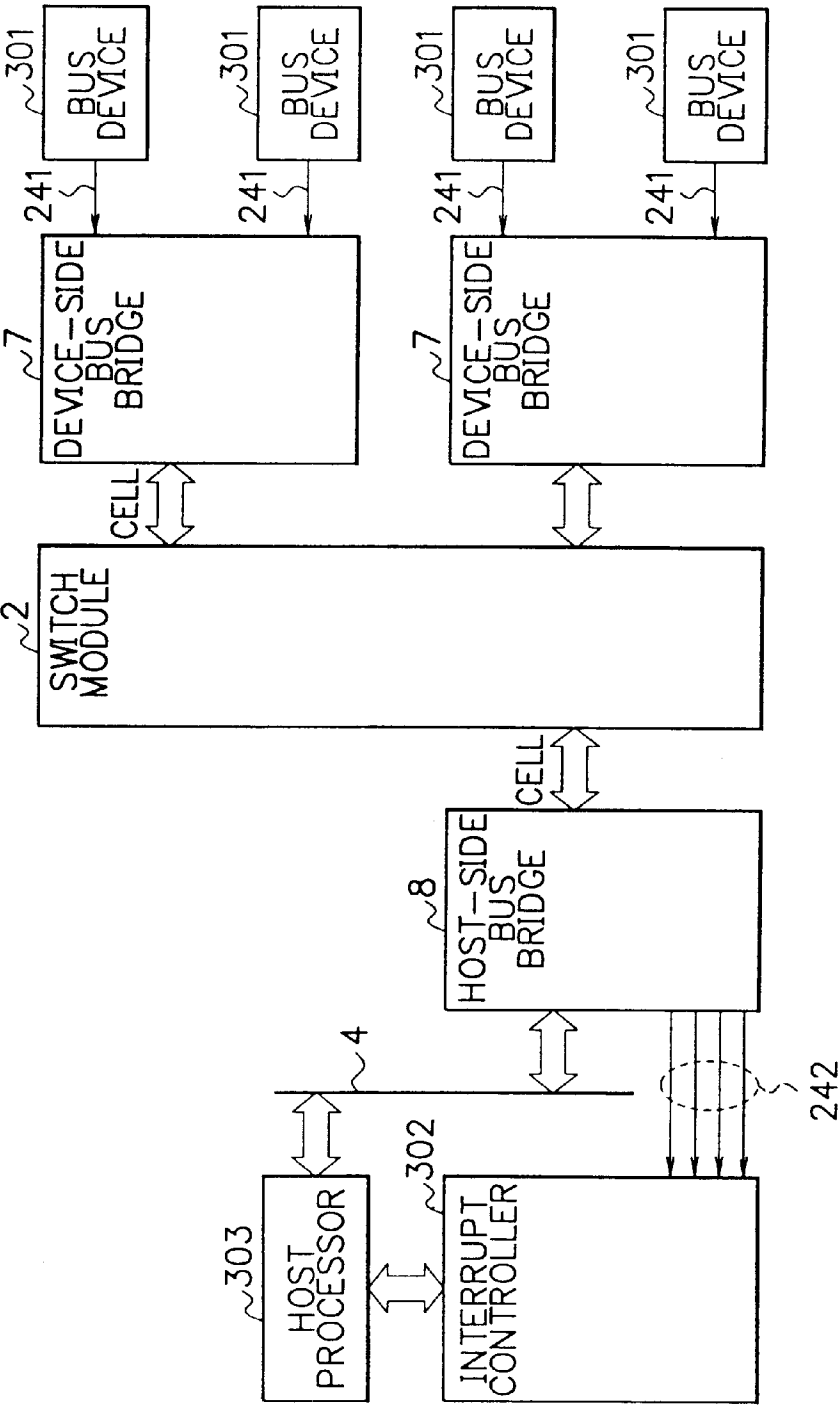 303
HOST
PROCESSOR
302
INTERRUPT
CONTROLLER
4
242
8
HOST-SIDE
BUS
BRIDGE
CELL
2
SWITCH
MODULE
CELL
7
DEVICE-SIDE
BUS
BRIDGE
7
DEVICE-SIDE
BUS
BRIDGE
241
241
241
241
301
BUS
DEVICE
301
BUS
DEVICE
301
BUS
DEVICE
301
BUS
DEVICE